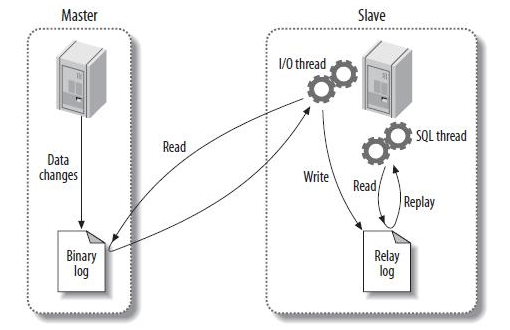 Master
Slave
I/O thread
SQL thread
Data
changes
Read
Write
Read
Replay
Binary
log
Relay
log